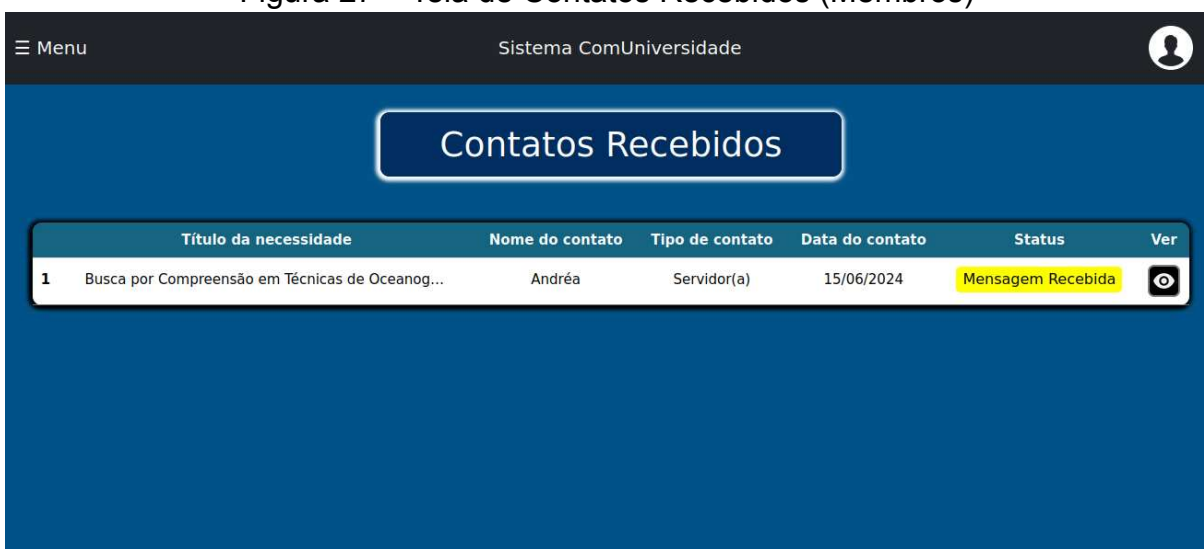 ☰ Menu Sistema ComUniversidade
Contatos Recebidos
Título da necessidade Nome do contato Tipo de contato Data do contato Status Ver
1 Busca por Compreensão em Técnicas de Oceanog... Andréa Servidor(a) 15/06/2024 Mensagem Recebida